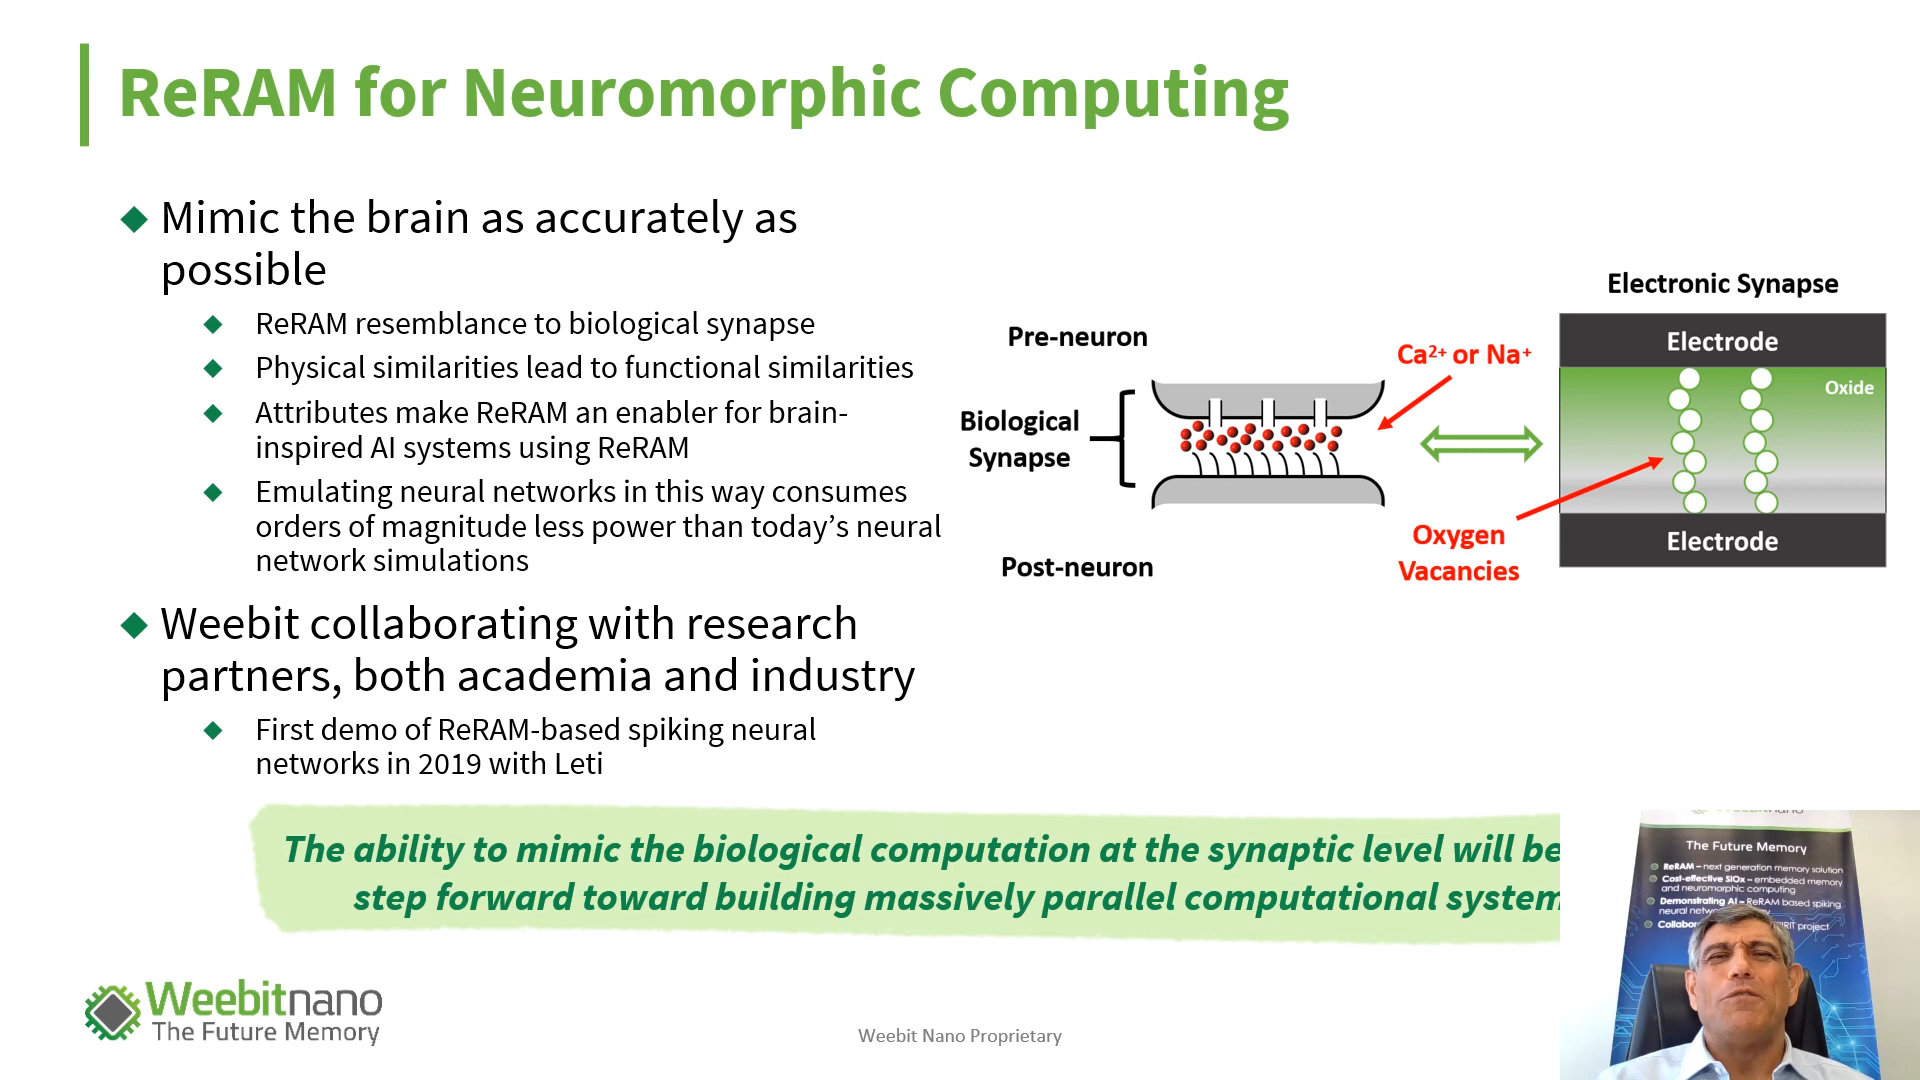 ReRAM for Neuromorphic Computing
Mimic the brain as accurately as
possible
ReRAM resemblance to biological synapse
Physical similarities lead to functional similarities
Attributes make ReRAM an enabler for brain-
inspired AI systems using ReRAM
Emulating neural networks in this way consumes
orders of magnitude less power than today's neural
network simulations
Weebit collaborating with research
partners, both academia and industry
First demo of ReRAM-based spiking neural
networks in 2019 with Leti
Pre-neuron
Biological
Synapse
Post-neuron
Ca²⁺ or Na⁺
Oxygen
Vacancies
Electronic Synapse
Electrode
Oxide
Electrode
The ability to mimic the biological computation at the synaptic level will be
step forward toward building massively parallel computational system
The Future Memory
ReRAM – next generation memory solution
Cost-effective SiOx – embedded memory
and neuromorphic computing
Demonstrating AI – ReRAM based spiking
neural
project
Weebitnano
The Future Memory
Weebit Nano Proprietary